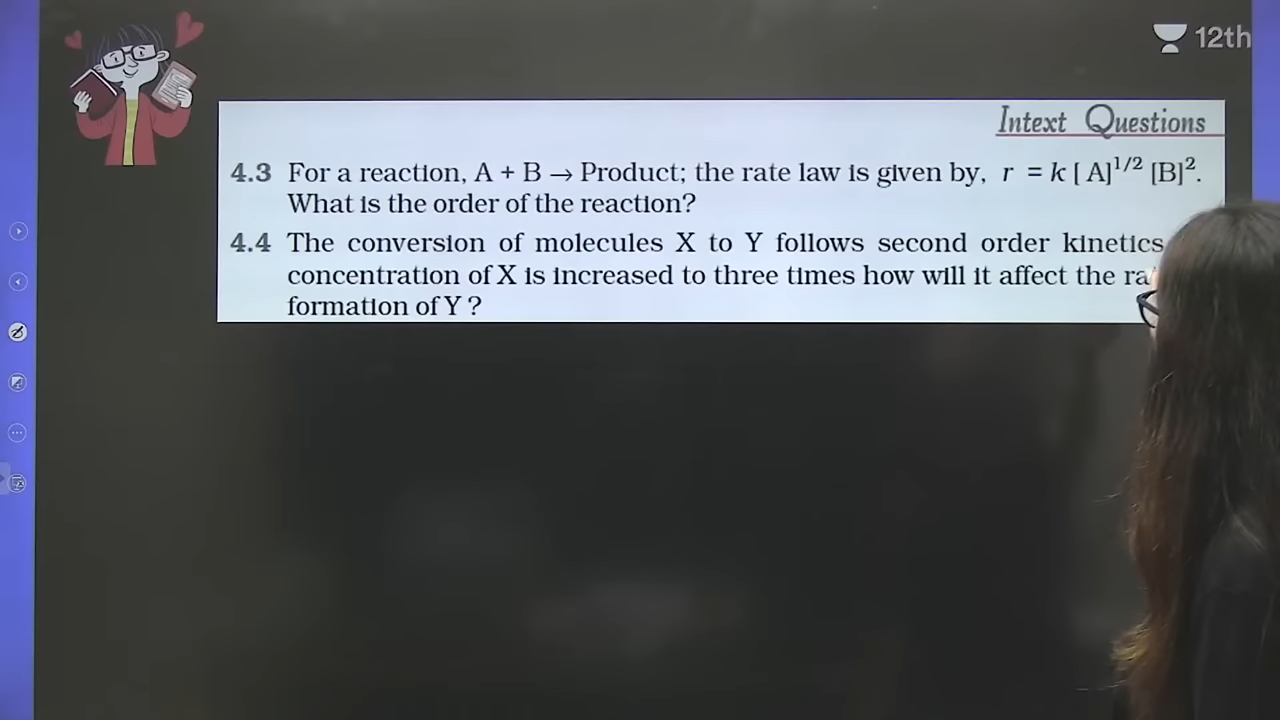 12th
Intext Questions
4.3 For a reaction, A + B → Product; the rate law is given by, r = k [ A]^1/2 [B]^2.
What is the order of the reaction?
4.4 The conversion of molecules X to Y follows second order kinetics
concentration of X is increased to three times how will it affect the
formation of Y ?